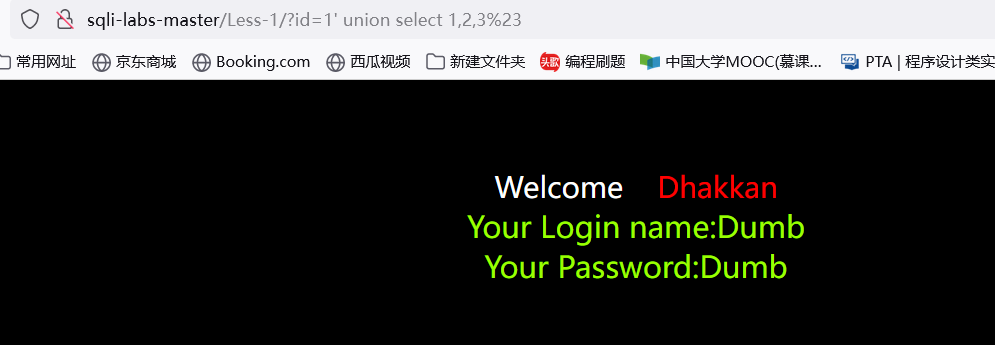 sqli-labs-master/Less-1/?id=1' union select 1,2,3%23
常用网址 京东商城 Booking.com 西瓜视频 新建文件夹 头歌 编程刷题 中国大学MOOC(慕课... PTA | 程序设计类实
Welcome Dhakkan
Your Login name:Dumb
Your Password:Dumb